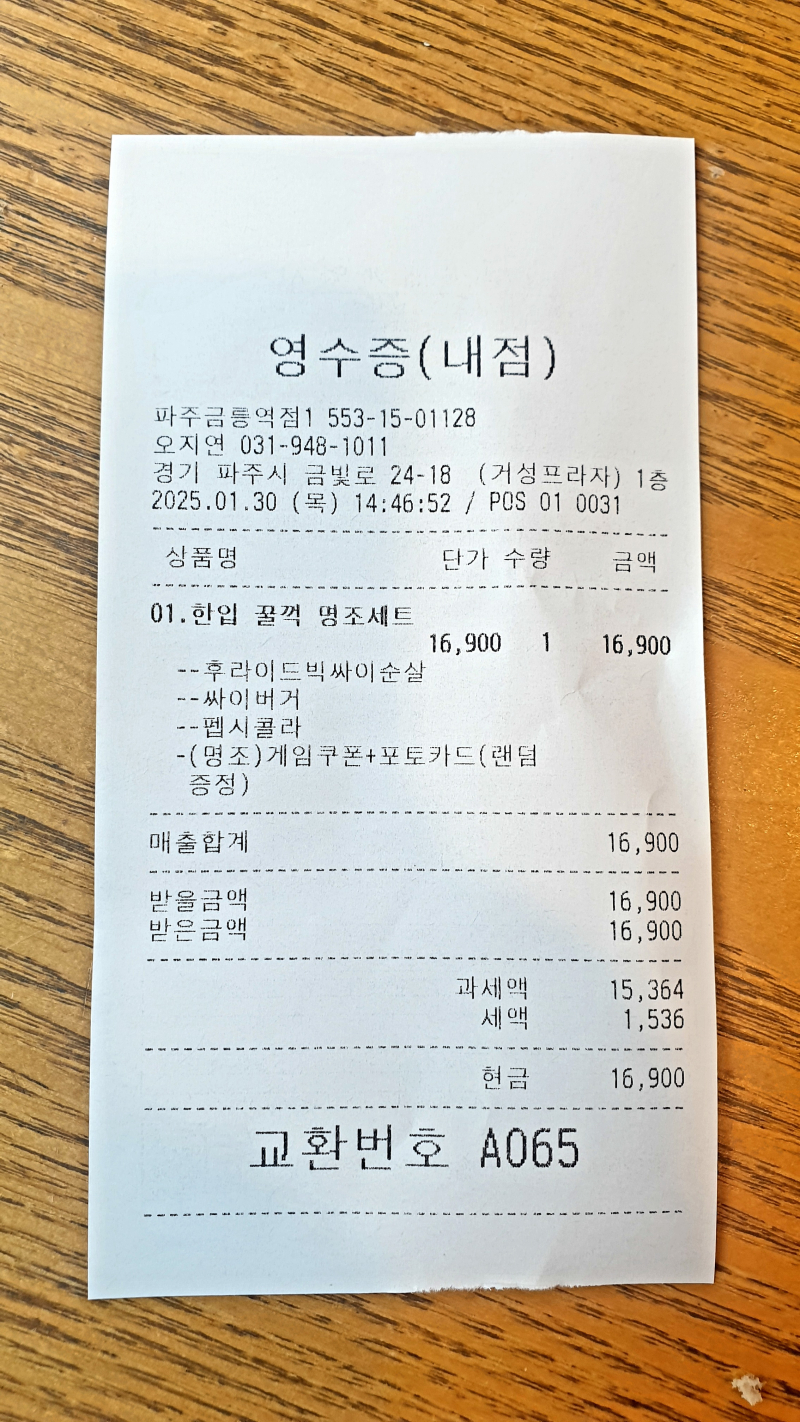 영수증(내점)
파주금릉역점1 553-15-01128
오지연 031-948-1011
경기 파주시 금빛로 24-18 (거성프라자) 1층
2025.01.30 (목) 14:46:52 / POS 01 0031
상품명 단가 수량 금액
01.한입 꿀꺽 명조세트
16,900 1 16,900
--후라이드빅싸이순살
--싸이버거
--펩시콜라
-(명조)게임쿠폰+포토카드(랜덤
증정)
매출합계 16,900
받을금액 16,900
받은금액 16,900
과세액 15,364
세액 1,536
현금 16,900
교환번호 A065